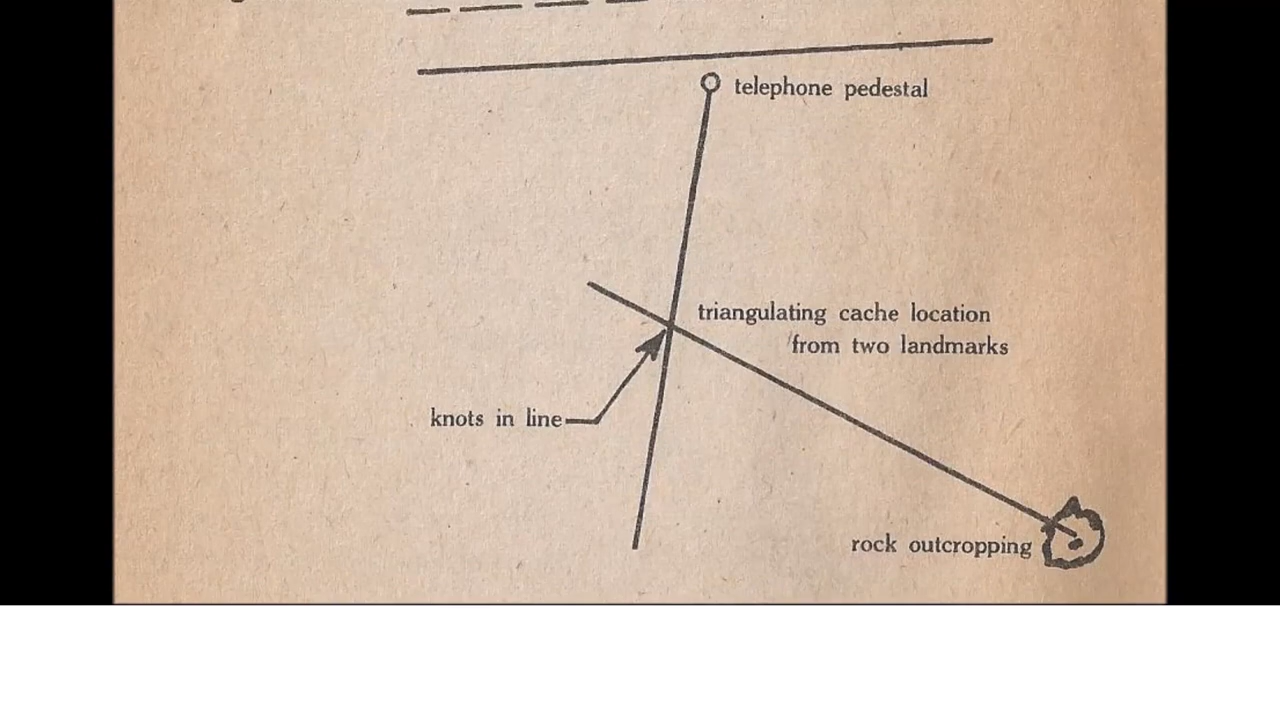 telephone pedestal
triangulating cache location
from two landmarks
knots in line
rock outcropping